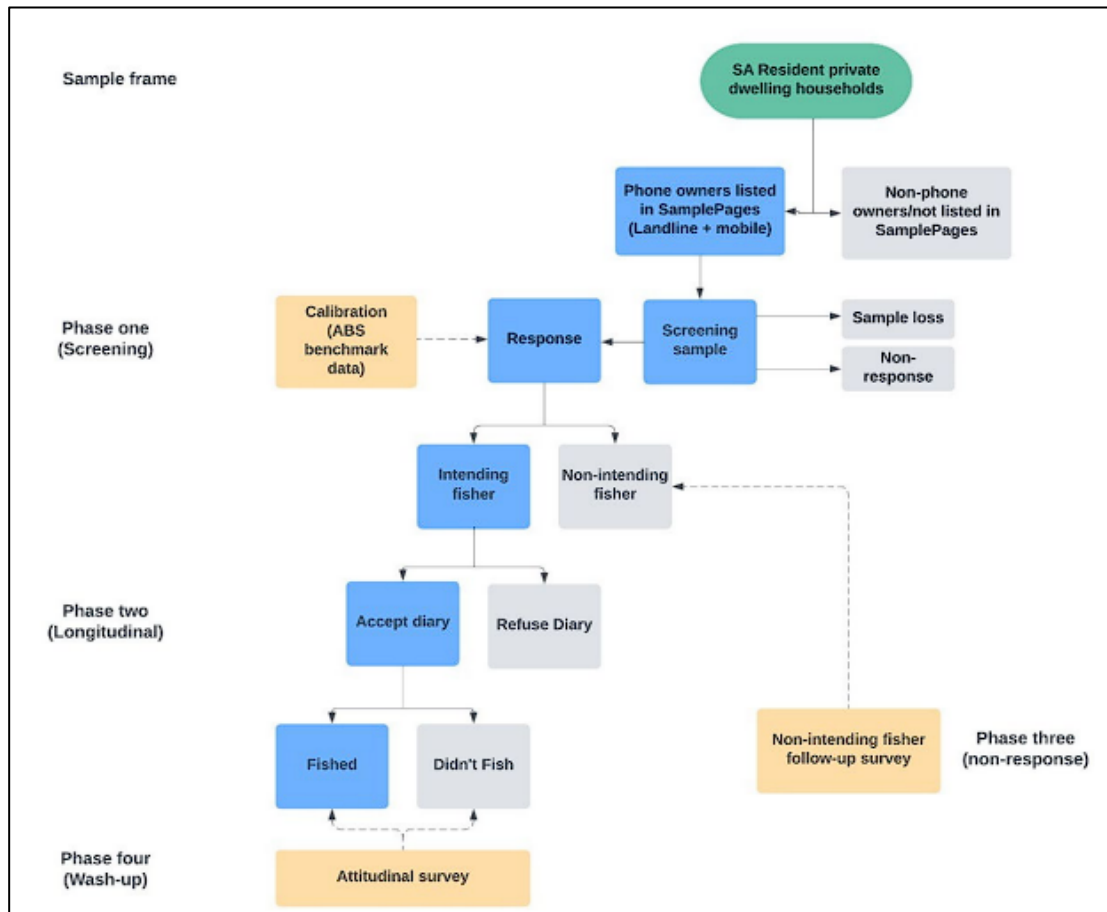 Sample frame
SA Resident private
dwelling households
Phone owners listed
in SamplePages
(Landline + mobile)
Non-phone
owners/not listed in
SamplePages
Phase one
(Screening)
Calibration
(ABS
benchmark
data)
Response
Screening
sample
Sample loss
Non-
response
Intending
fisher
Non-intending
fisher
Phase two
(Longitudinal)
Accept diary
Refuse Diary
Fished
Didn't Fish
Non-intending fisher
follow-up survey
Phase three
(non-response)
Phase four
(Wash-up)
Attitudinal survey